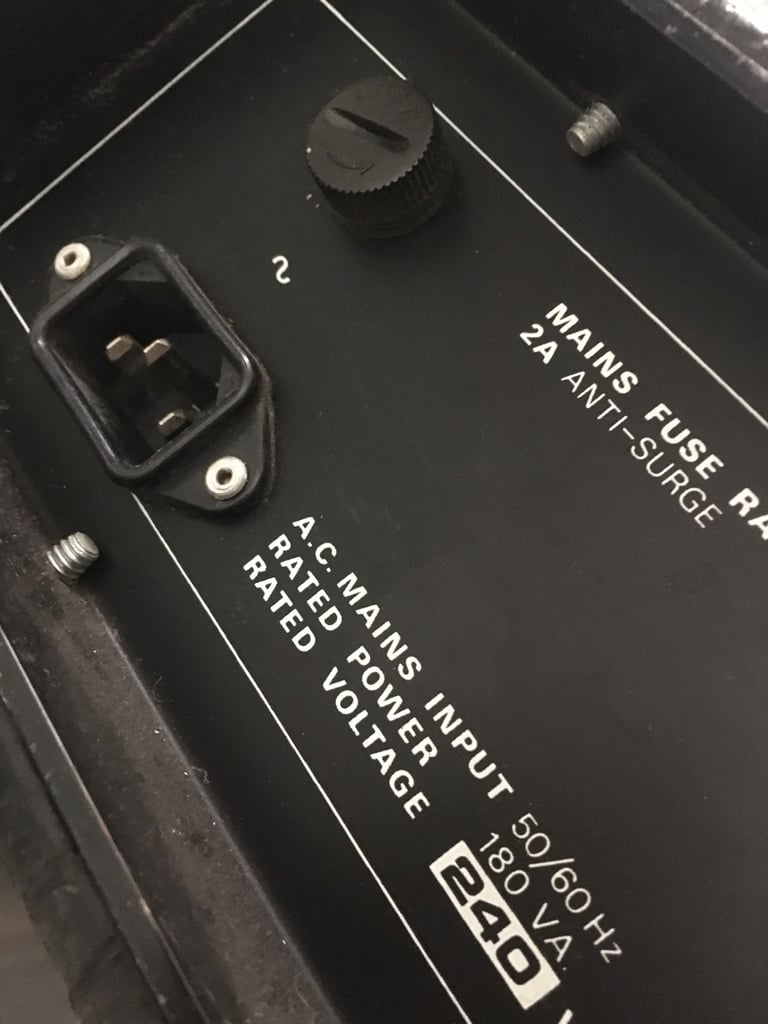 ~
MAINS FUSE RA
2A ANTI-SURGE
A.C. MAINS INPUT 50/60 Hz
RATED POWER 180 VA.
RATED VOLTAGE 240 V